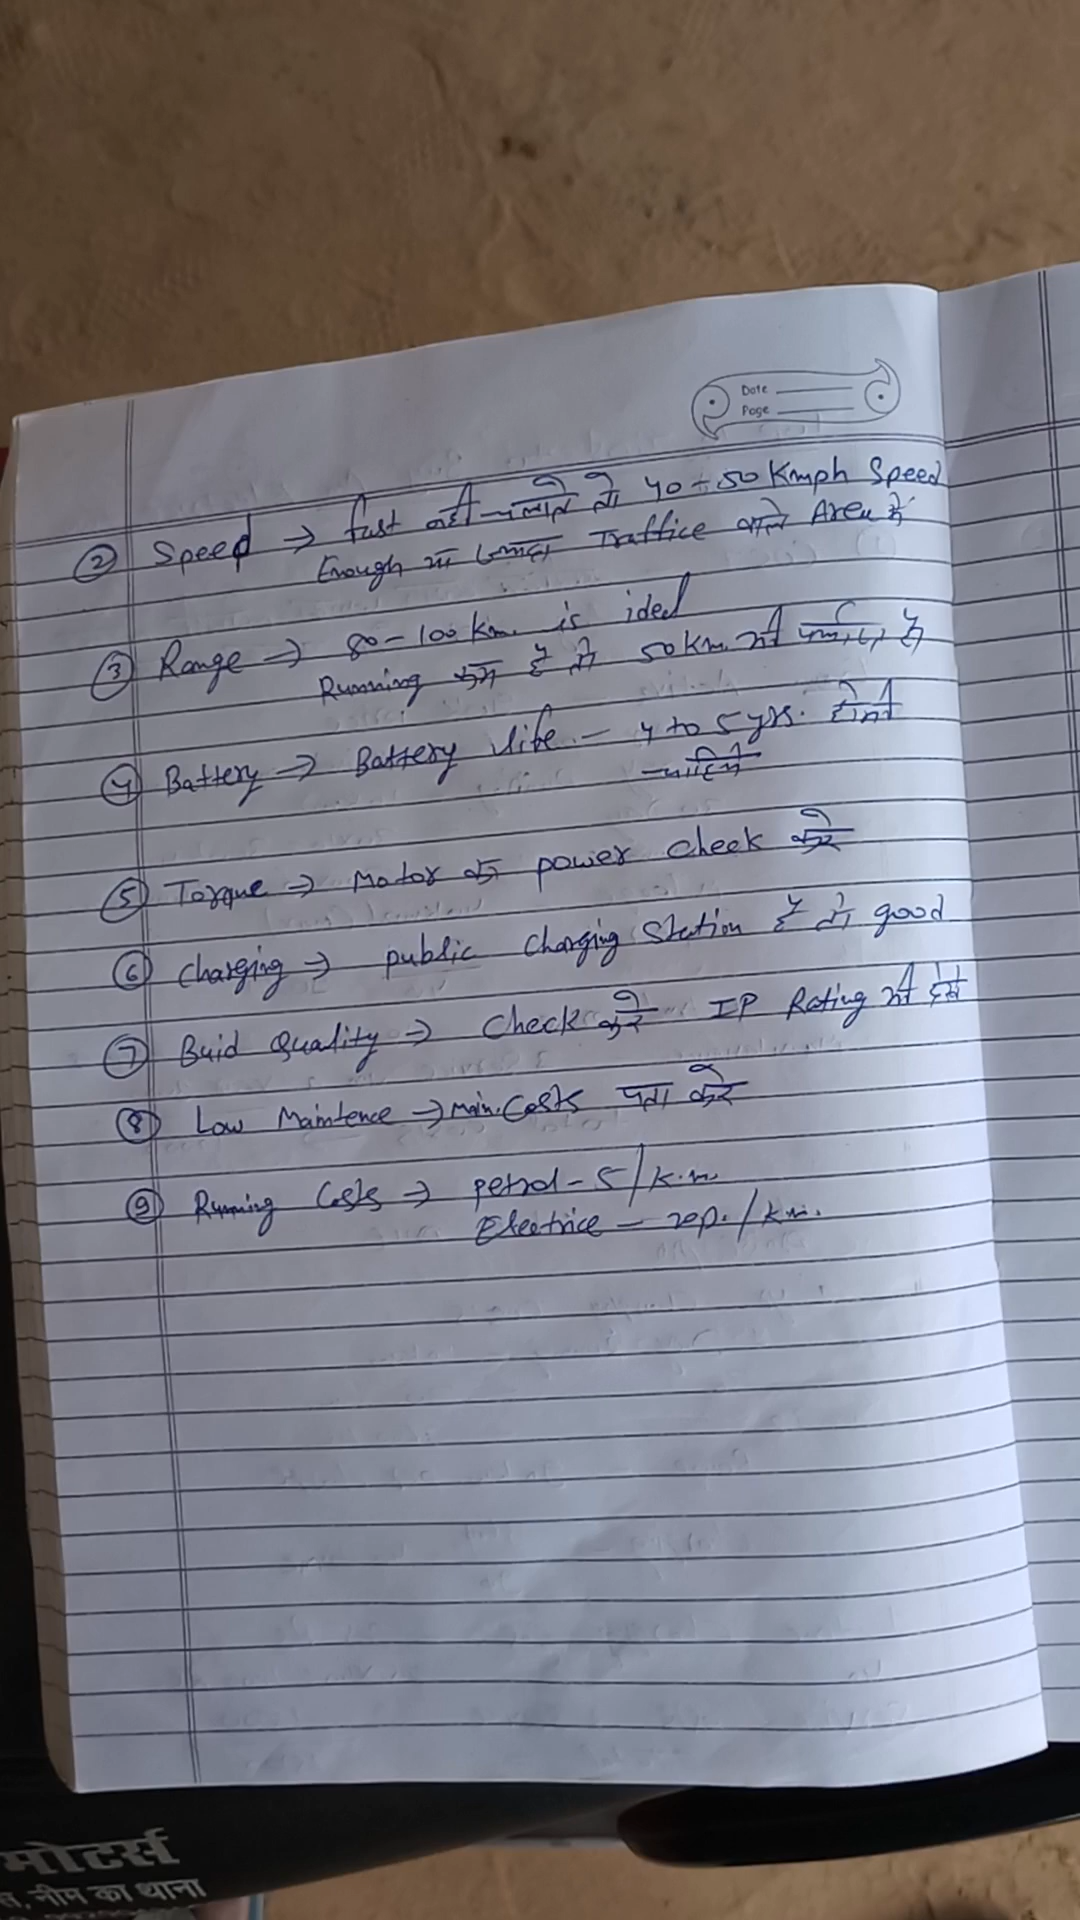 Date
Page
② Speed → fast नही चलाते तो 40-50 Kmph Speed
Enough या ज्यादा Traffice वाले Area में
③ Range → 80-100 km. is ideal
Running कम है तो 50 km. भी पर्याप्त है
④ Battery → Battery life - 4 to 5 yrs. होनी
चाहिये
⑤ Torque → Motor का power check करे
⑥ Charging → public charging station है तो good
⑦ Buid Quality → Check करे IP Rating भी देखें
⑧ Low Maintence → Main. Costs पता करे
⑨ Running Costs → petrol - 5/k.m.
Electrice - 20p./km.
मोटर्स
स, नीम का थाना